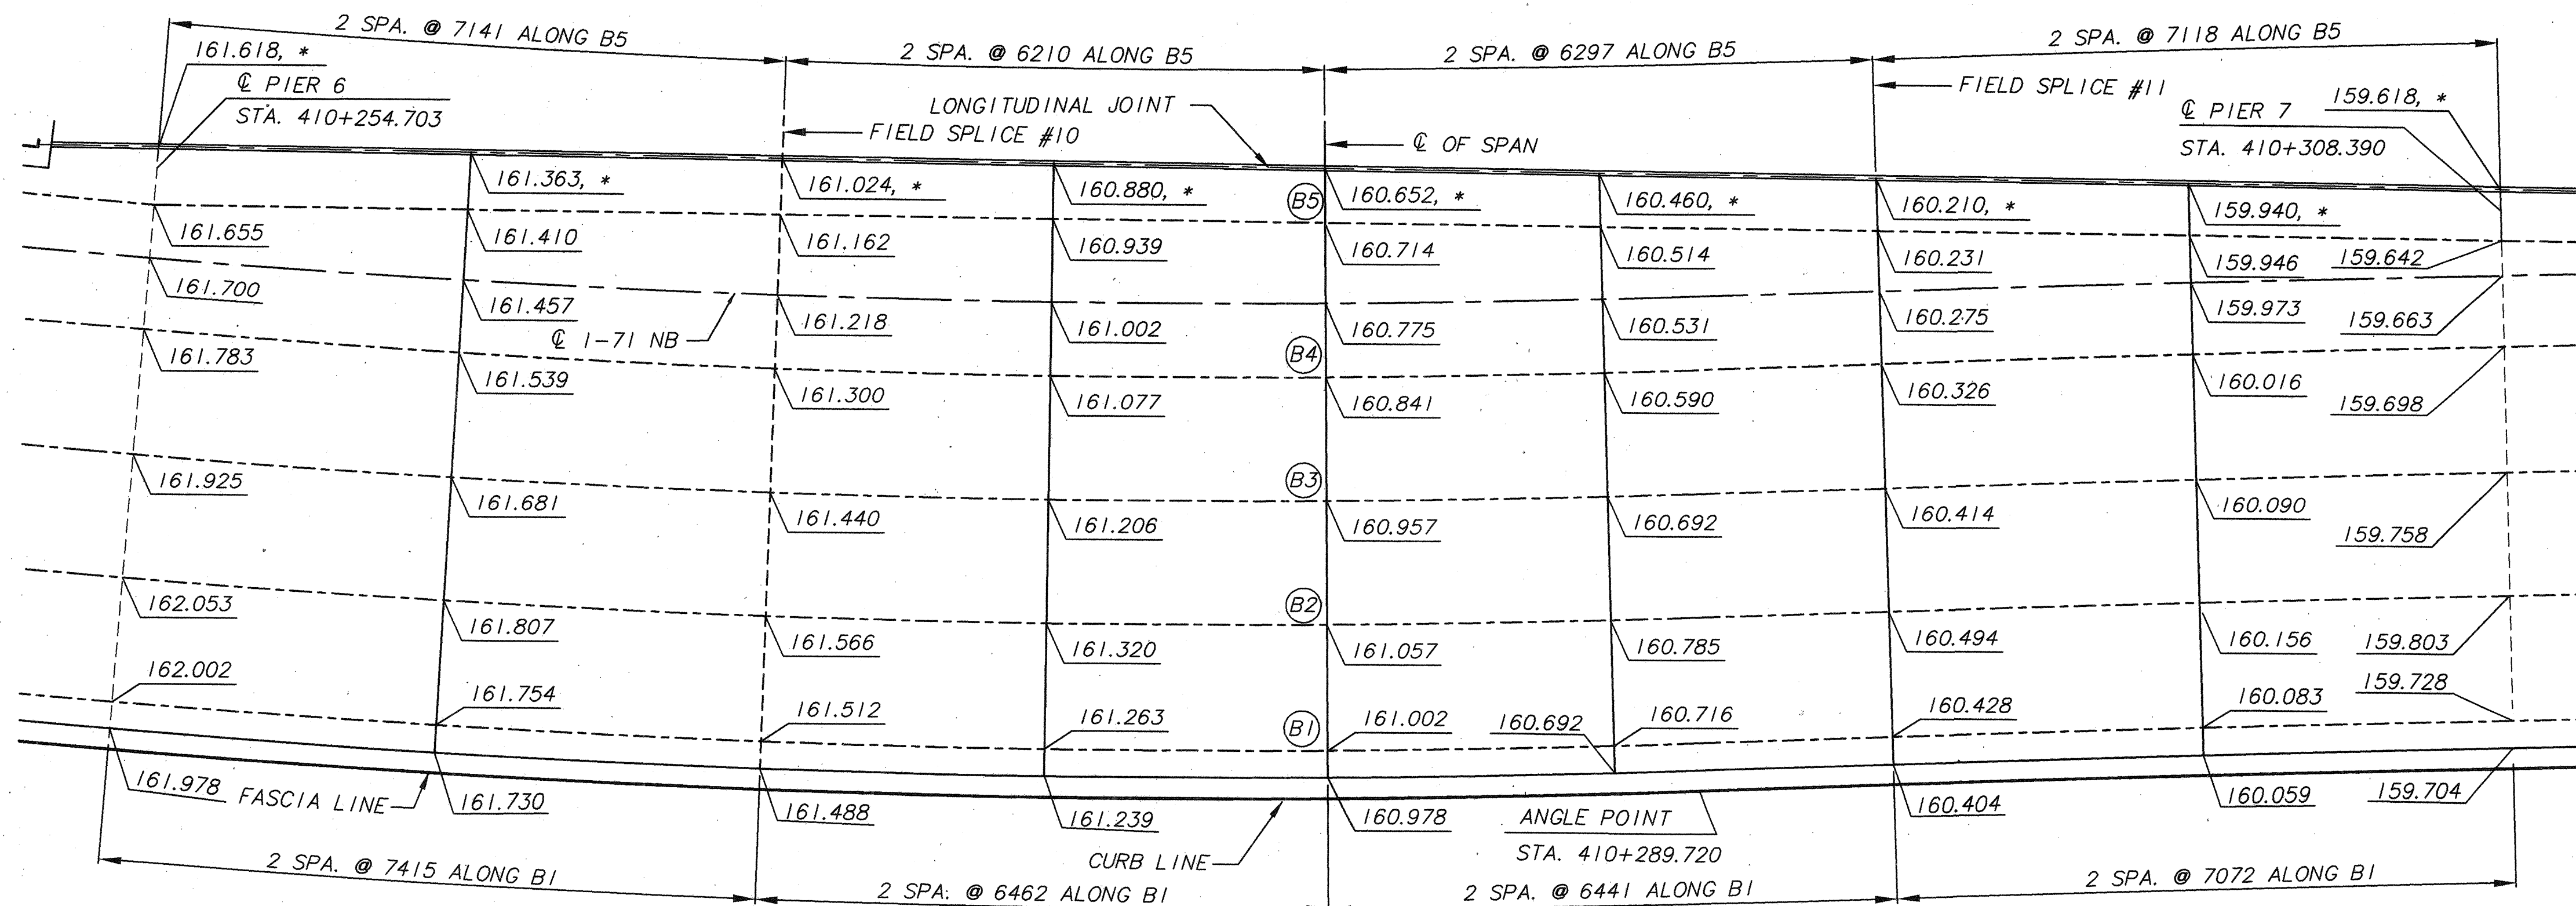 2 SPA. @ 7141 ALONG B5
2 SPA. @ 6210 ALONG B5
2 SPA. @ 6297 ALONG B5
2 SPA. @ 7118 ALONG B5
161.618, *
℄ PIER 6
STA. 410+254.703
LONGITUDINAL JOINT
FIELD SPLICE #10
℄ OF SPAN
FIELD SPLICE #11
℄ PIER 7
STA. 410+308.390
159.618, *
161.363, *
161.024, *
160.880, *
B5
160.652, *
160.460, *
160.210, *
159.940, *
161.655
161.410
161.162
160.939
160.714
160.514
160.231
159.946
159.642
161.700
161.457
℄ I-71 NB
161.218
161.002
160.775
160.531
160.275
159.973
159.663
161.783
161.539
161.300
161.077
B4
160.841
160.590
160.326
160.016
159.698
161.925
161.681
161.440
161.206
B3
160.957
160.692
160.414
160.090
159.758
162.053
161.807
161.566
161.320
B2
161.057
160.785
160.494
160.156
159.803
162.002
161.754
161.512
161.263
B1
161.002
160.692
160.716
160.428
160.083
159.728
161.978
FASCIA LINE
161.730
161.488
161.239
160.978
ANGLE POINT
STA. 410+289.720
160.404
160.059
159.704
CURB LINE
2 SPA. @ 7415 ALONG B1
2 SPA. @ 6462 ALONG B1
2 SPA. @ 6441 ALONG B1
2 SPA. @ 7072 ALONG B1